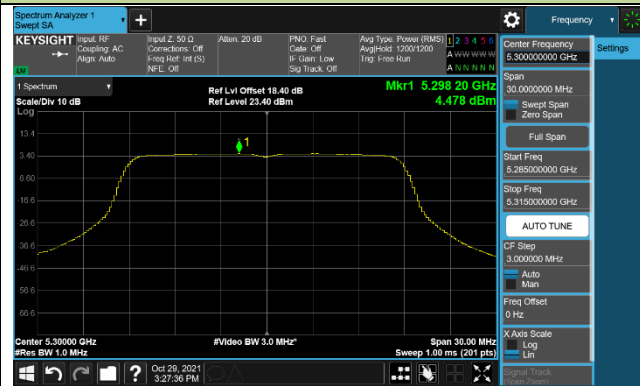 Spectrum Analyzer 1
Swept SA
Frequency
KEYSIGHT
Input: RF
Coupling: AC
Align: Auto
Input Z: 50 Ω
Corrections: Off
Freq Ref: Int (S)
NFE: Off
Atten: 20 dB
PNO: Fast
Gate: Off
IF Gain: Low
Sig Track: Off
Avg Type: Power (RMS)
Avg|Hold: 1200/1200
Trig: Free Run
1 2 3 4 5 6
A W W W W W
A N N N N N
LNI
Center Frequency
5.300000000 GHz
Settings
Span
30.0000000 MHz
Swept Span
Zero Span
Full Span
Start Freq
5.285000000 GHz
Stop Freq
5.315000000 GHz
AUTO TUNE
CF Step
3.000000 MHz
Auto
Man
Freq Offset
0 Hz
X Axis Scale
Log
Lin
Signal Track
(Span Zoom)
1 Spectrum
Scale/Div 10 dB
Log
Ref Lvl Offset 18.40 dB
Ref Level 23.40 dBm
Mkr1 5.298 20 GHz
4.478 dBm
1
13.4
3.40
-6.60
-16.6
-26.6
-36.6
-46.6
-56.6
-66.6
Center 5.30000 GHz
#Res BW 1.0 MHz
#Video BW 3.0 MHz*
Span 30.00 MHz
Sweep 1.00 ms (201 pts)
Oct 29, 2021
3:27:36 PM